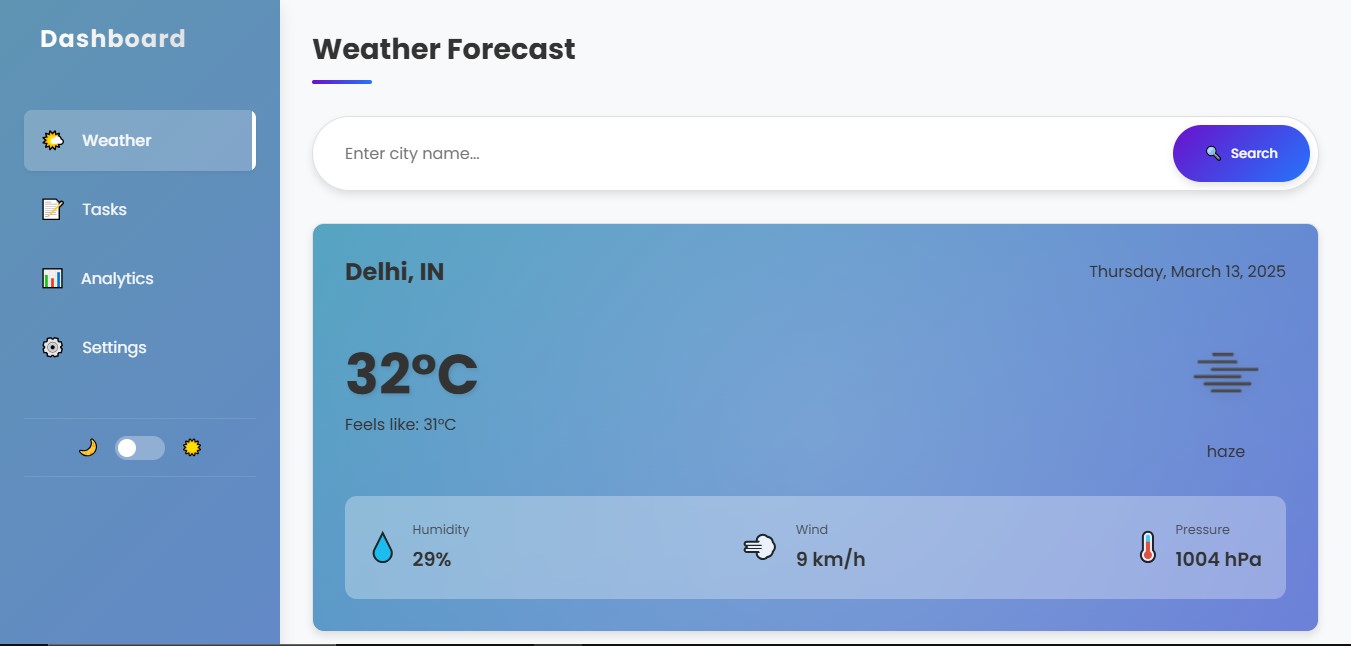 Dashboard
Weather
Tasks
Analytics
Settings
Weather Forecast
Enter city name...
Search
Delhi, IN
Thursday, March 13, 2025
32°C
Feels like: 31°C
haze
Humidity
29%
Wind
9 km/h
Pressure
1004 hPa